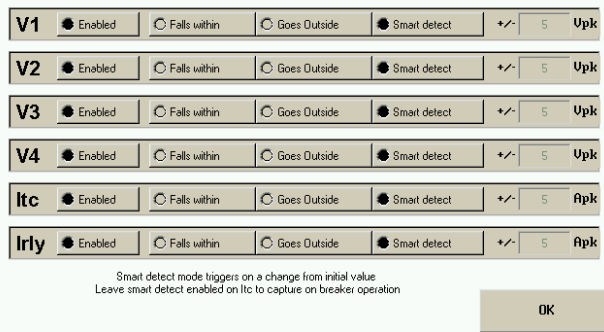 V1 Enabled Falls within Goes Outside Smart detect +/- 5 Vpk
V2 Enabled Falls within Goes Outside Smart detect +/- 5 Vpk
V3 Enabled Falls within Goes Outside Smart detect +/- 5 Vpk
V4 Enabled Falls within Goes Outside Smart detect +/- 5 Vpk
Itc Enabled Falls within Goes Outside Smart detect +/- 5 Apk
Irly Enabled Falls within Goes Outside Smart detect +/- 5 Apk
Smart detect mode triggers on a change from initial value
Leave smart detect enabled on Itc to capture on breaker operation
OK